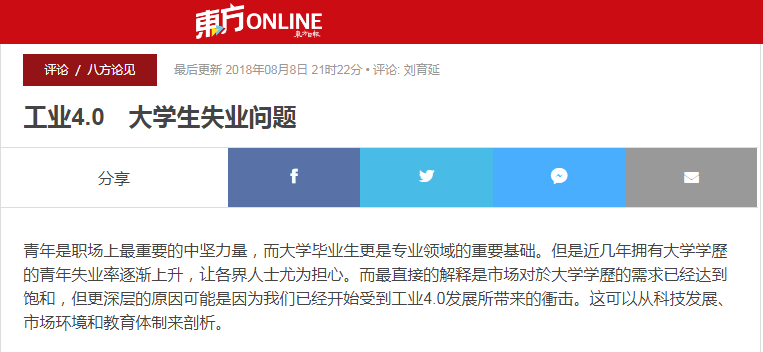 東方ONLINE
東方日報
评论 / 八方论见
最后更新 2018年08月8日 21时22分 • 评论: 刘育延
工业4.0 大学生失业问题
分享
青年是职场上最重要的中坚力量，而大学毕业生更是专业领域的重要基础。但是近几年拥有大学学歷
的青年失业率逐渐上升，让各界人士尤为担心。而最直接的解释是市场对於大学学歷的需求已经达到
饱和，但更深层的原因可能是因为我们已经开始受到工业4.0发展所带来的衝击。这可以从科技发展、
市场环境和教育体制来剖析。